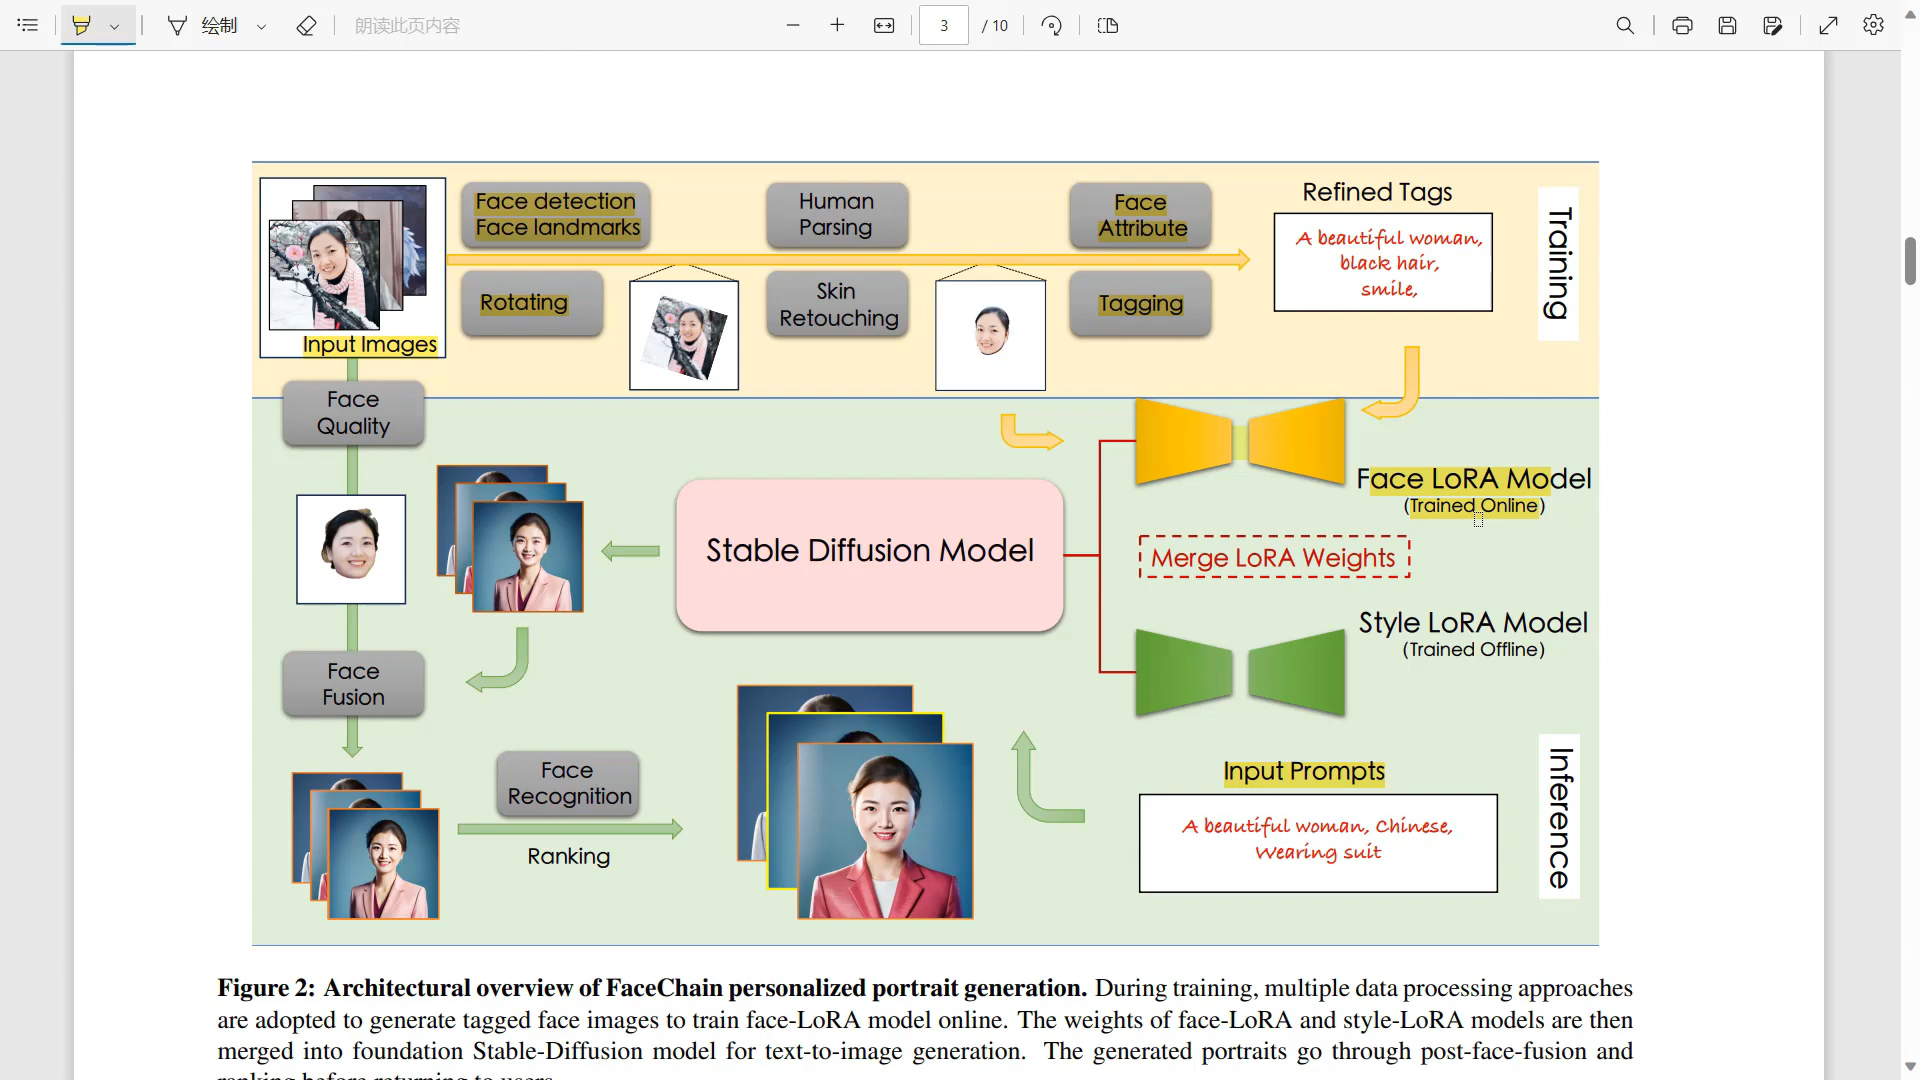 绘制
朗读此页内容
3
/ 10
Face detection
Face landmarks
Human
Parsing
Face
Attribute
Refined Tags
A beautiful woman,
black hair,
smile,
Training
Rotating
Skin
Retouching
Tagging
Input Images
Face
Quality
Face LoRA Model
(Trained Online)
Stable Diffusion Model
Merge LoRA Weights
Style LoRA Model
(Trained Offline)
Face
Fusion
Face
Recognition
Ranking
Input Prompts
A beautiful woman, Chinese,
Wearing suit
Inference
Figure 2: Architectural overview of FaceChain personalized portrait generation. During training, multiple data processing approaches
are adopted to generate tagged face images to train face-LoRA model online. The weights of face-LoRA and style-LoRA models are then
merged into foundation Stable-Diffusion model for text-to-image generation. The generated portraits go through post-face-fusion and
ranking before returning to users.